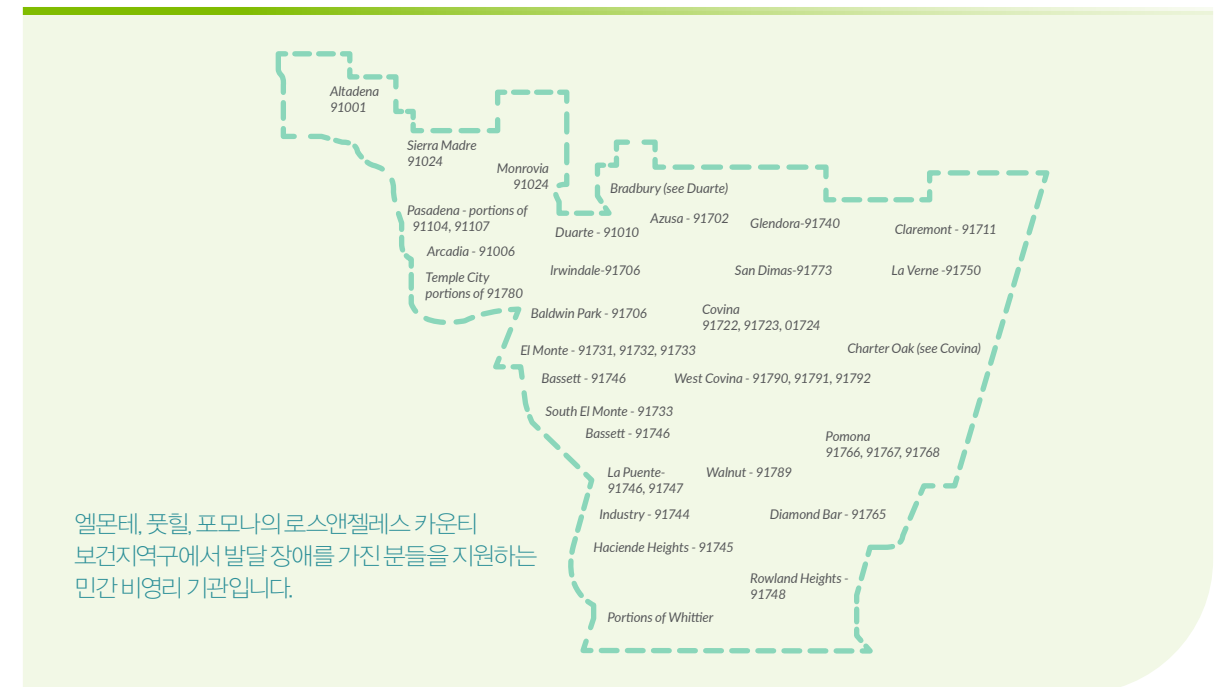 Altadena
91001
Sierra Madre
91024
Monrovia
91024
Bradbury (see Duarte)
Pasadena - portions of
91104, 91107
Azusa - 91702
Glendora-91740
Duarte - 91010
Claremont - 91711
Arcadia - 91006
Irwindale-91706
San Dimas-91773
La Verne -91750
Temple City
portions of 91780
Baldwin Park - 91706
Covina
91722, 91723, 01724
El Monte - 91731, 91732, 91733
Charter Oak (see Covina)
Bassett - 91746
West Covina - 91790, 91791, 91792
South El Monte - 91733
Bassett - 91746
Pomona
91766, 91767, 91768
La Puente-
91746, 91747
Walnut - 91789
Industry - 91744
Diamond Bar - 91765
Haciende Heights - 91745
Rowland Heights -
91748
Portions of Whittier
엘몬테, 풋힐, 포모나의 로스앤젤레스 카운티
보건지역구에서 발달 장애를 가진 분들을 지원하는
민간 비영리 기관입니다.